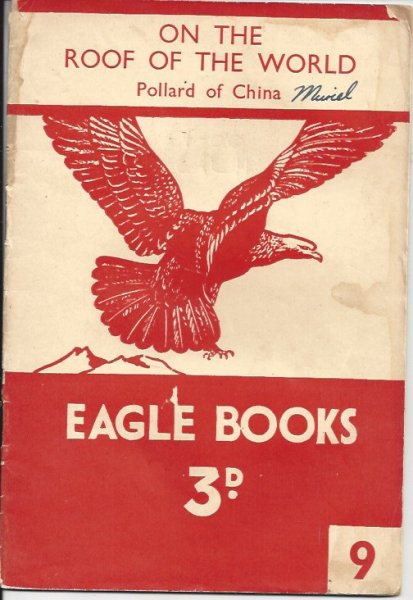 ON THE
ROOF OF THE WORLD
Pollard of China Muriel
EAGLE BOOKS
3D.
9